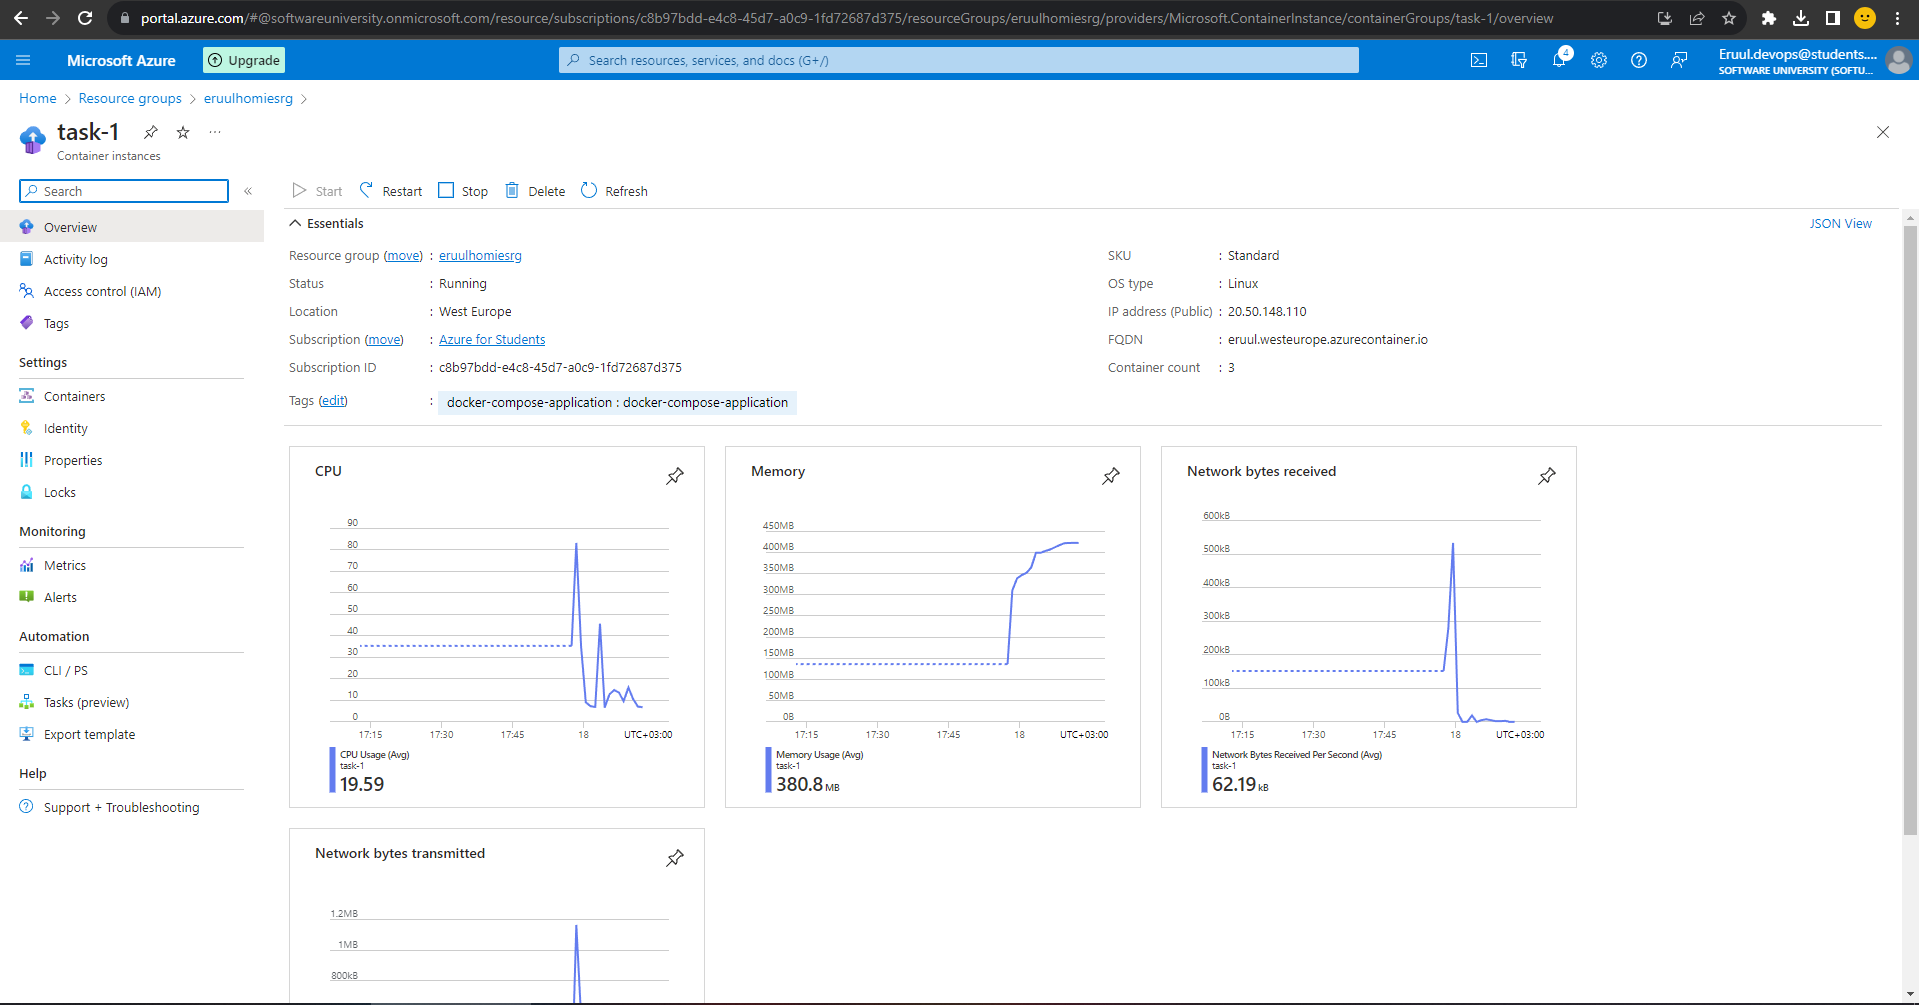 portal.azure.com/#@softwareuniversity.onmicrosoft.com/resource/subscriptions/c8b97bdd-e4c8-45d7-a0c9-1fd72687d375/resourceGroups/eruulhomiesrg/providers/Microsoft.ContainerInstance/containerGroups/task-1/overview
Microsoft Azure
Upgrade
Search resources, services, and docs (G+/)
4
Eruul.devops@students....
SOFTWARE UNIVERSITY (SOFTU...
Home > Resource groups > eruulhomiesrg >
task-1
...
Container instances
Search
«
Overview
Activity log
Access control (IAM)
Tags
Settings
Containers
Identity
Properties
Locks
Monitoring
Metrics
Alerts
Automation
CLI / PS
Tasks (preview)
Export template
Help
Support + Troubleshooting
Start Restart Stop Delete Refresh
Essentials
JSON View
Resource group (move) : eruulhomiesrg
Status : Running
Location : West Europe
Subscription (move) : Azure for Students
Subscription ID : c8b97bdd-e4c8-45d7-a0c9-1fd72687d375
Tags (edit) : docker-compose-application : docker-compose-application
SKU : Standard
OS type : Linux
IP address (Public) : 20.50.148.110
FQDN : eruul.westeurope.azurecontainer.io
Container count : 3
CPU
90
80
70
60
50
40
30
20
10
0
17:15 17:30 17:45 18 UTC+03:00
CPU Usage (Avg)
task-1
19.59
Memory
450MB
400MB
350MB
300MB
250MB
200MB
150MB
100MB
50MB
0B
17:15 17:30 17:45 18 UTC+03:00
Memory Usage (Avg)
task-1
380.8 MB
Network bytes received
600kB
500kB
400kB
300kB
200kB
100kB
0B
17:15 17:30 17:45 18 UTC+03:00
Network Bytes Received Per Second (Avg)
task-1
62.19 kB
Network bytes transmitted
1.2MB
1MB
800kB